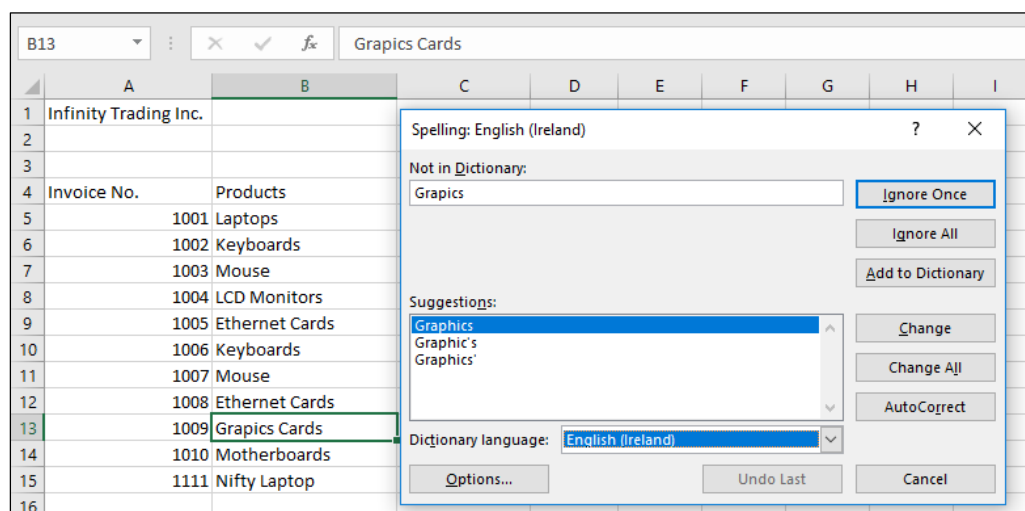 B13 fx Grapics Cards
A B C D E F G H I
1 Infinity Trading Inc.
2
3
4 Invoice No. Products
5 1001 Laptops
6 1002 Keyboards
7 1003 Mouse
8 1004 LCD Monitors
9 1005 Ethernet Cards
10 1006 Keyboards
11 1007 Mouse
12 1008 Ethernet Cards
13 1009 Grapics Cards
14 1010 Motherboards
15 1111 Nifty Laptop
16
Spelling: English (Ireland) ?
Not in Dictionary:
Grapics
Ignore Once
Ignore All
Add to Dictionary
Suggestions:
Graphics
Graphic's
Graphics'
Change
Change All
AutoCorrect
Dictionary language: English (Ireland)
Options... Undo Last Cancel